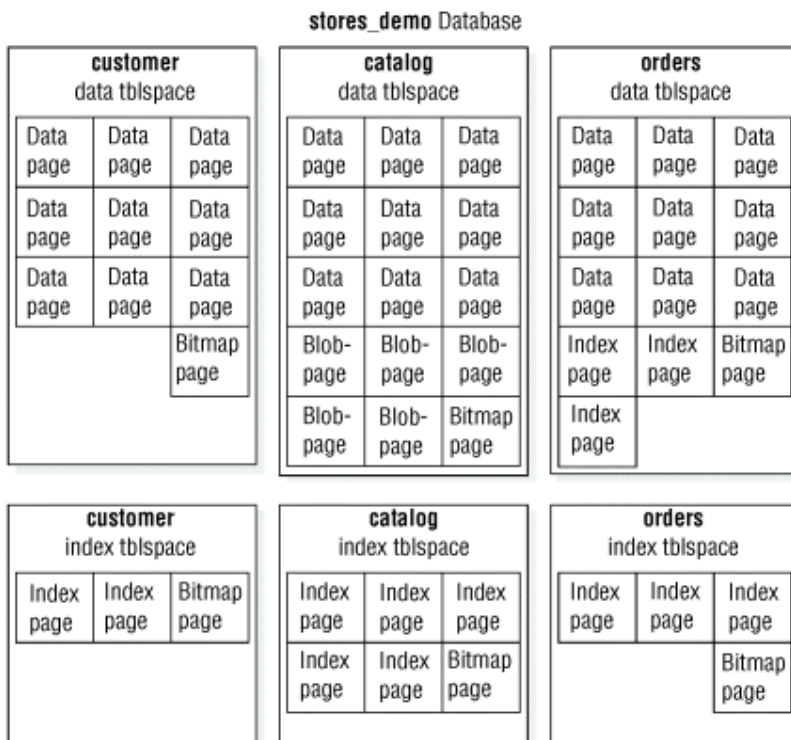 stores_demo Database
customer
data tblspace
Data page Data page Data page
Data page Data page Data page
Data page Data page Data page
Bitmap page
catalog
data tblspace
Data page Data page Data page
Data page Data page Data page
Data page Data page Data page
Blob-page Blob-page Blob-page
Blob-page Blob-page Bitmap page
orders
data tblspace
Data page Data page Data page
Data page Data page Data page
Data page Data page Data page
Index page Index page Bitmap page
Index page
customer
index tblspace
Index page Index page Bitmap page
catalog
index tblspace
Index page Index page Index page
Index page Index page Bitmap page
orders
index tblspace
Index page Index page Index page
Bitmap page